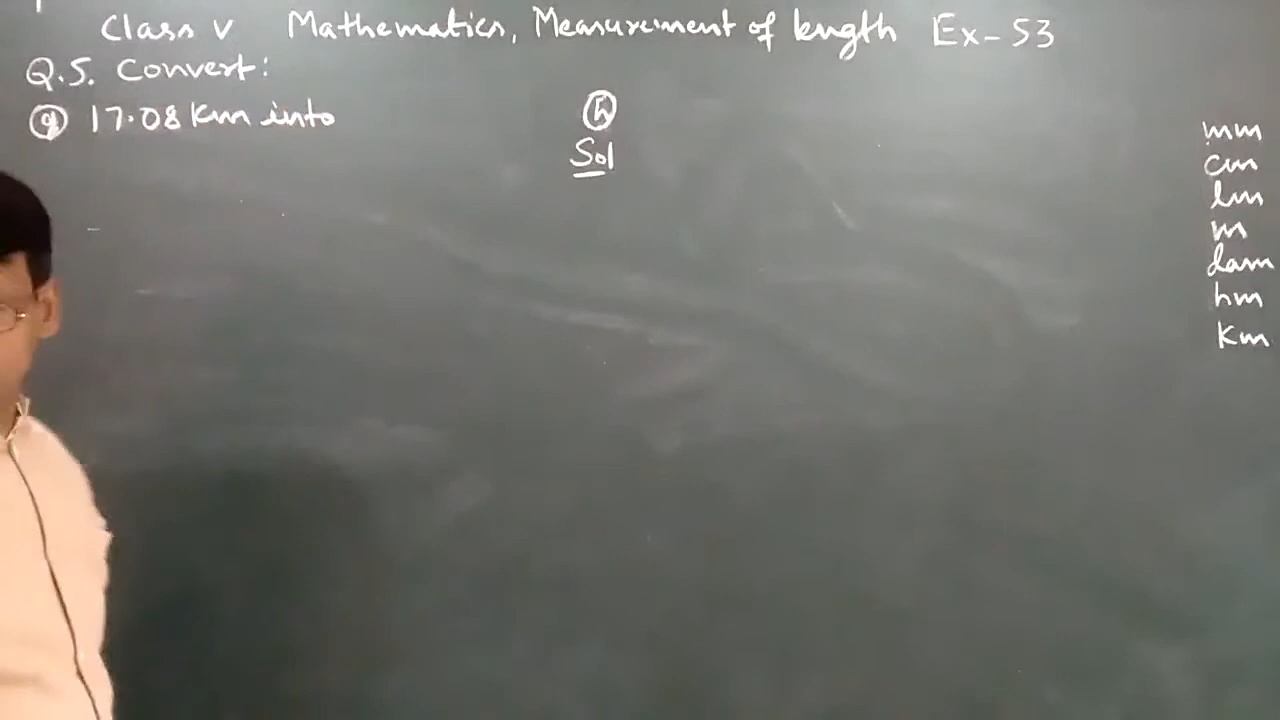 Class V Mathematics, Measurement of length Ex-53
Q.5. Convert:
(g) 17.08 Km into
(h)
Sol
mm
cm
dm
m
dam
hm
Km